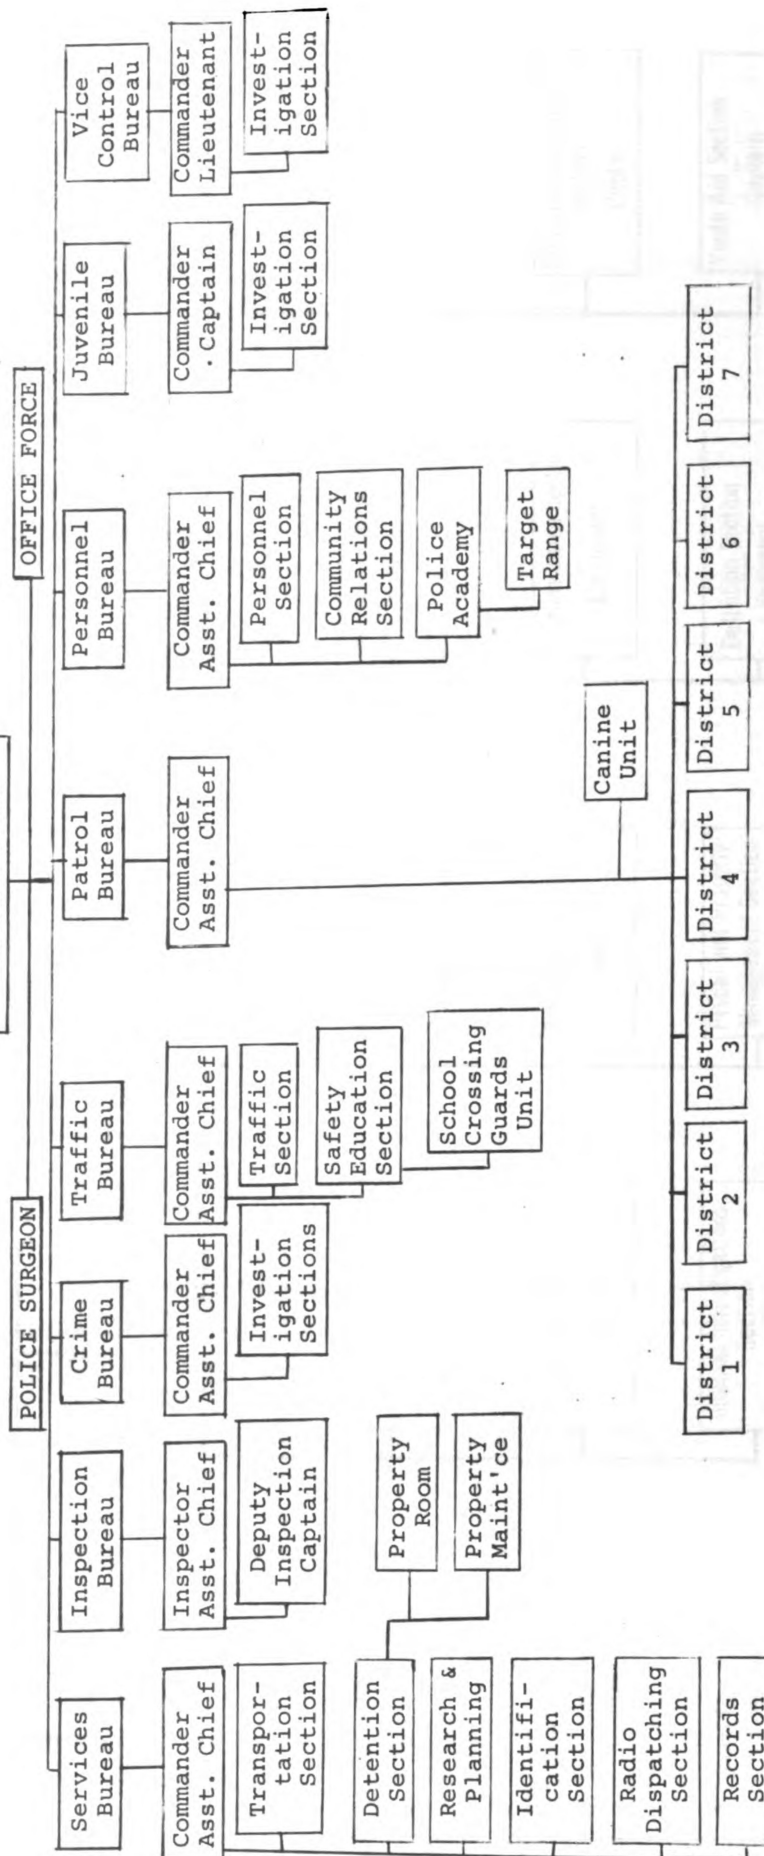 POLICE SURGEON
OFFICE FORCE
Services
Bureau
Inspection
Bureau
Crime
Bureau
Traffic
Bureau
Patrol
Bureau
Personnel
Bureau
Juvenile
Bureau
Vice
Control
Bureau
Commander
Asst. Chief
Inspector
Asst. Chief
Commander
Asst. Chief
Commander
Asst. Chief
Commander
Asst. Chief
Commander
Asst. Chief
Commander
.Captain
Commander
Lieutenant
Transpor-
tation
Section
Deputy
Inspection
Captain
Invest-
igation
Sections
Traffic
Section
Personnel
Section
Invest-
igation
Section
Invest-
igation
Section
Safety
Education
Section
Community
Relations
Section
Detention
Section
Property
Room
School
Crossing
Guards
Unit
Police
Academy
Research &
Planning
Property
Maint'ce
Target
Range
Identifi-
cation
Section
Canine
Unit
Radio
Dispatching
Section
Records
Section
District
1
District
2
District
3
District
4
District
5
District
6
District
7